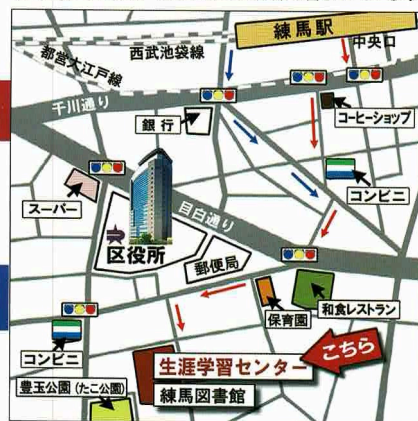 練馬駅
中央口
西武池袋線
都営大江戸線
千川通り
銀行
コーヒーショップ
コンビニ
スーパー
目白通り
区役所
郵便局
保育園
和食レストラン
コンビニ
こちら
生涯学習センター
練馬図書館
豊玉公園(たこ公園)